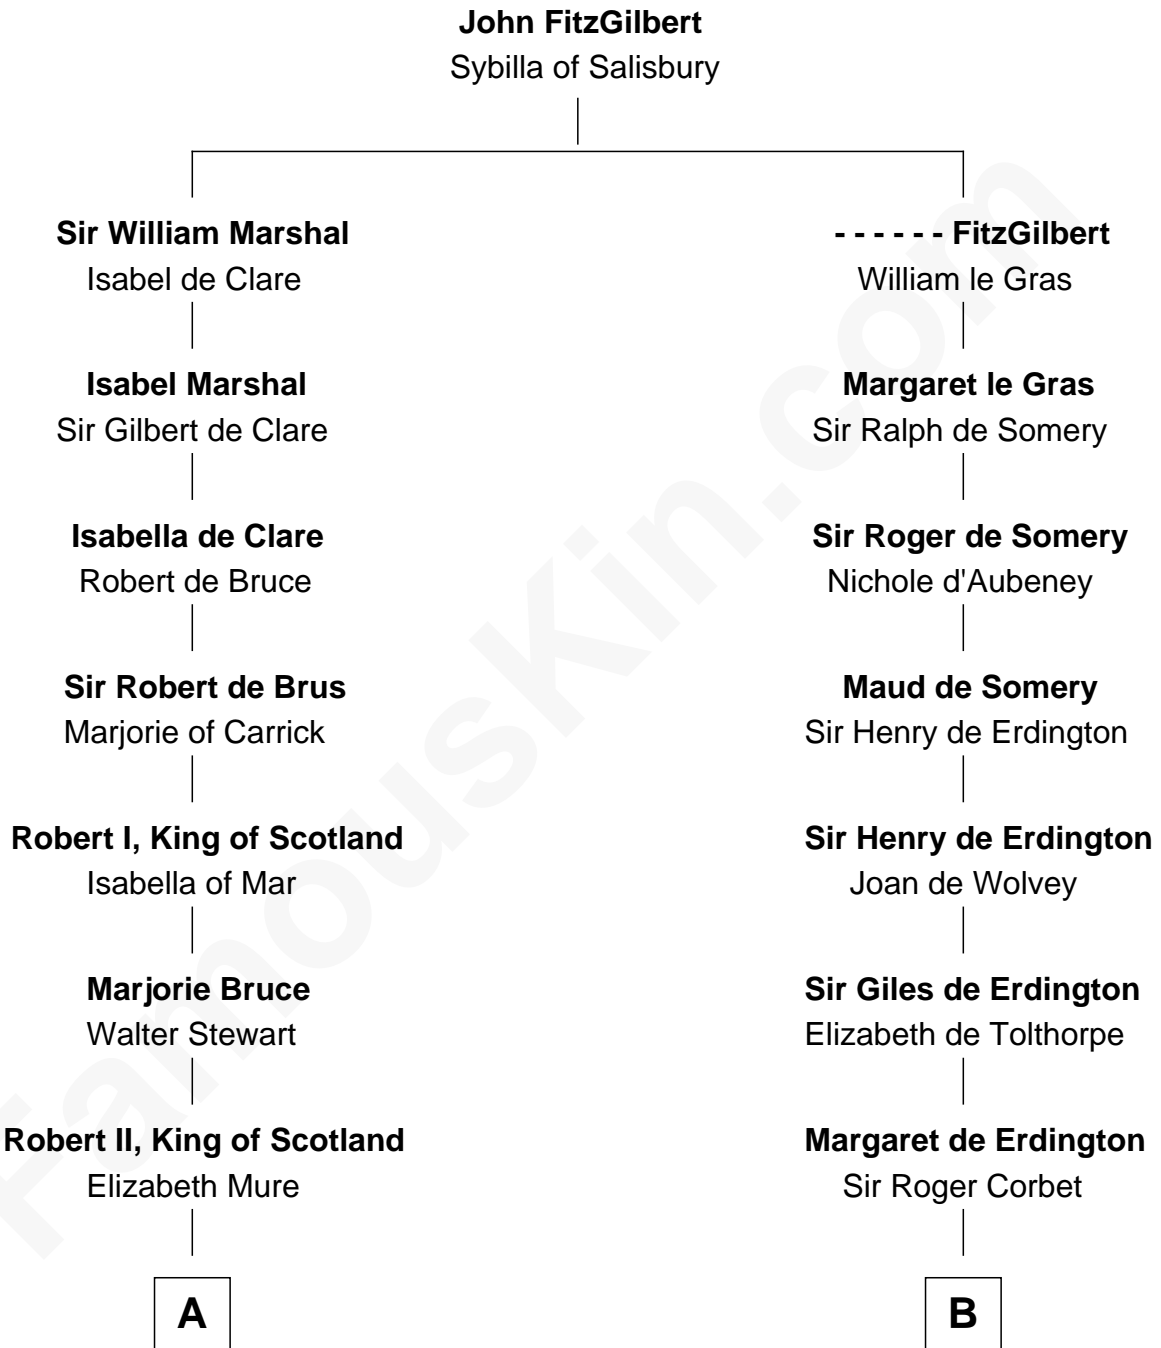 John FitzGilbert
Sybilla of Salisbury
Sir William Marshal
Isabel de Clare
Isabel Marshal
Sir Gilbert de Clare
Isabella de Clare
Robert de Bruce
Sir Robert de Brus
Marjorie of Carrick
Robert I, King of Scotland
Isabella of Mar
Marjorie Bruce
Walter Stewart
Robert II, King of Scotland
Elizabeth Mure
A
- - - - - - FitzGilbert
William le Gras
Margaret le Gras
Sir Ralph de Somery
Sir Roger de Somery
Nichole d'Aubeney
Maud de Somery
Sir Henry de Erdington
Sir Henry de Erdington
Joan de Wolvey
Sir Giles de Erdington
Elizabeth de Tolthorpe
Margaret de Erdington
Sir Roger Corbet
B
FamousKin.com